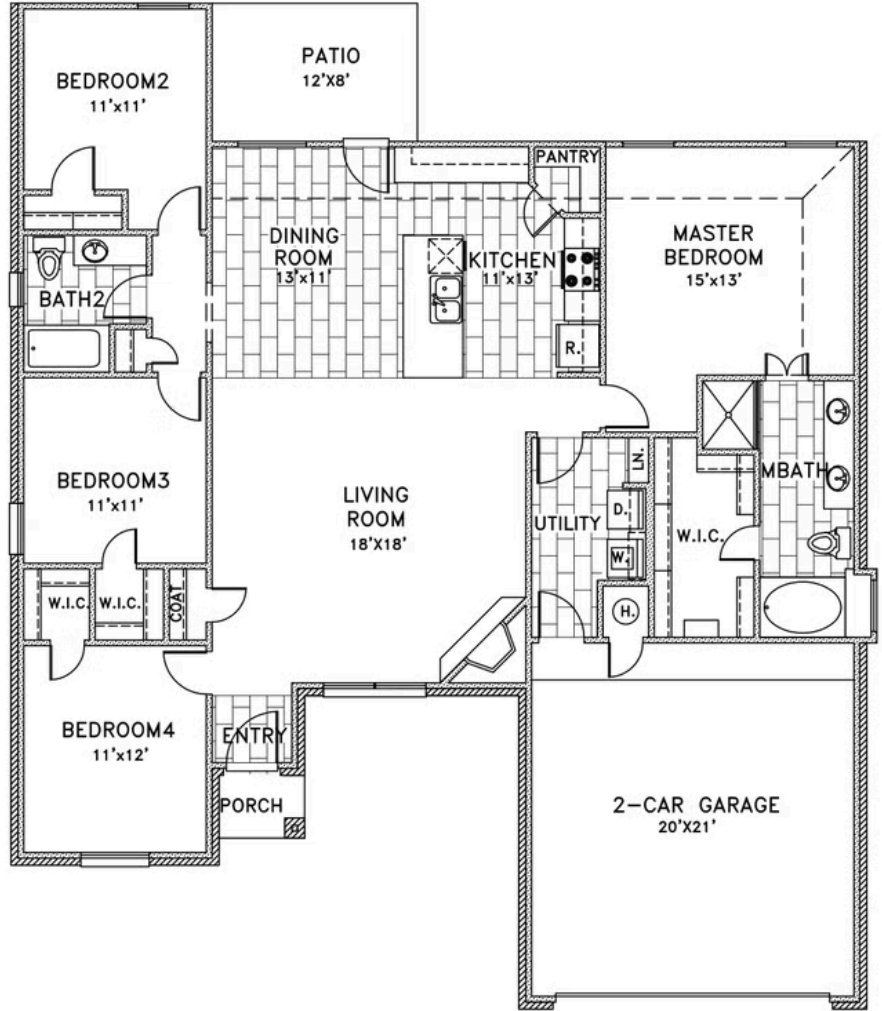 PATIO
12'X8'
BEDROOM2
11'x11'
PANTRY
DINING
ROOM
13'x11'
KITCHEN
11'x13'
MASTER
BEDROOM
15'x13'
BATH2
R.
BEDROOM3
11'x11'
LIVING
ROOM
18'X18'
LN.
D.
UTILITY
W.
W.I.C.
MBATH
W.I.C.
W.I.C.
COAT
H.
BEDROOM4
11'x12'
ENTRY
PORCH
2-CAR GARAGE
20'X21'